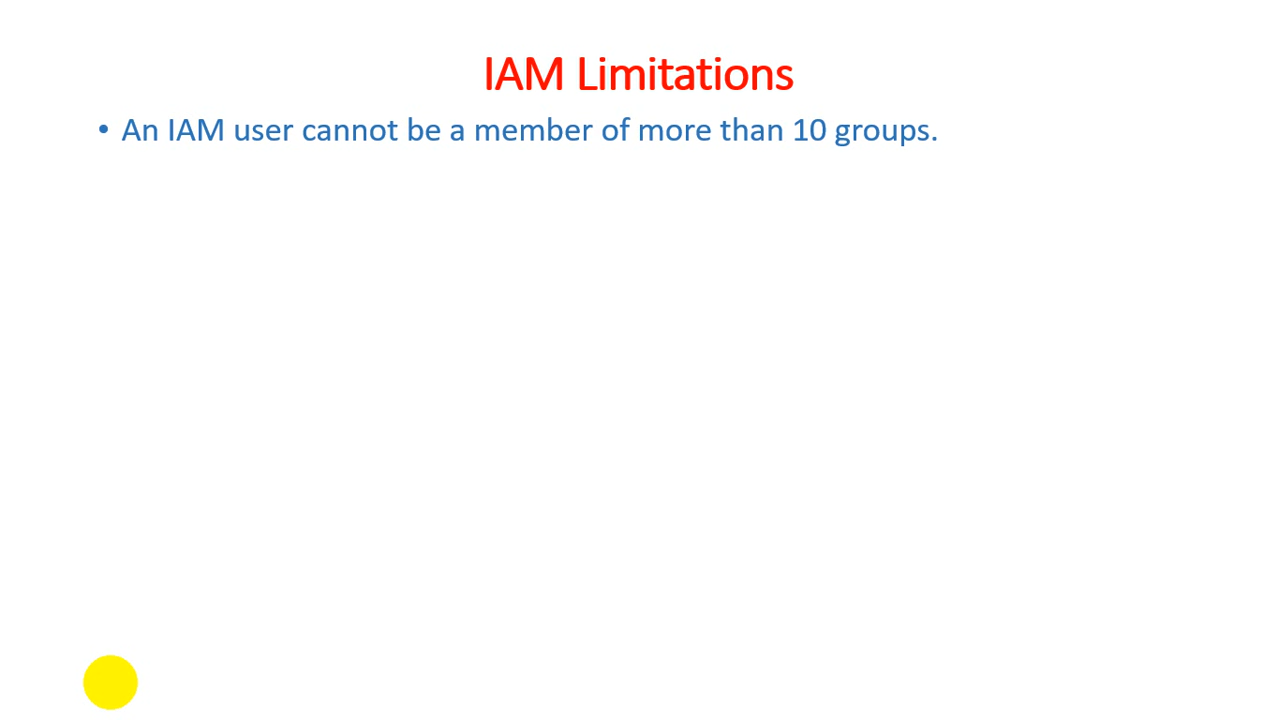 IAM Limitations
• An IAM user cannot be a member of more than 10 groups.